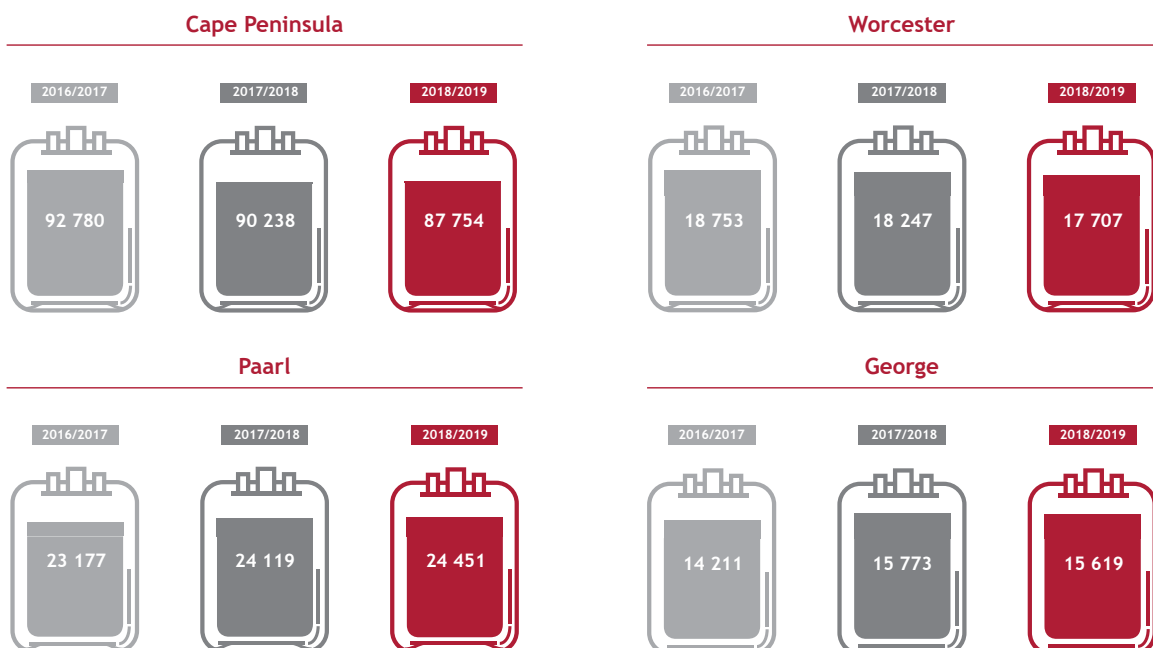 Cape Peninsula
2016/2017 2017/2018 2018/2019
92 780 90 238 87 754
Worcester
2016/2017 2017/2018 2018/2019
18 753 18 247 17 707
Paarl
2016/2017 2017/2018 2018/2019
23 177 24 119 24 451
George
2016/2017 2017/2018 2018/2019
14 211 15 773 15 619